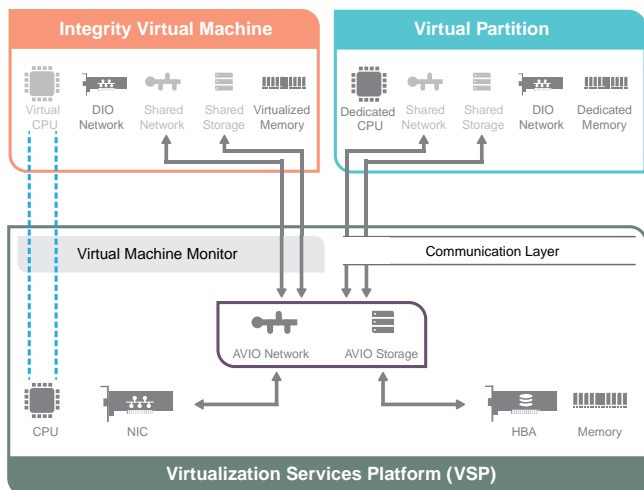 Integrity Virtual Machine
Virtual Partition
Virtual
CPU
DIO
Network
Shared
Network
Shared
Storage
Virtualized
Memory
Dedicated
CPU
Shared
Network
Shared
Storage
DIO
Network
Dedicated
Memory
Virtual Machine Monitor
Communication Layer
AVIO Network
AVIO Storage
CPU
NIC
HBA
Memory
Virtualization Services Platform (VSP)